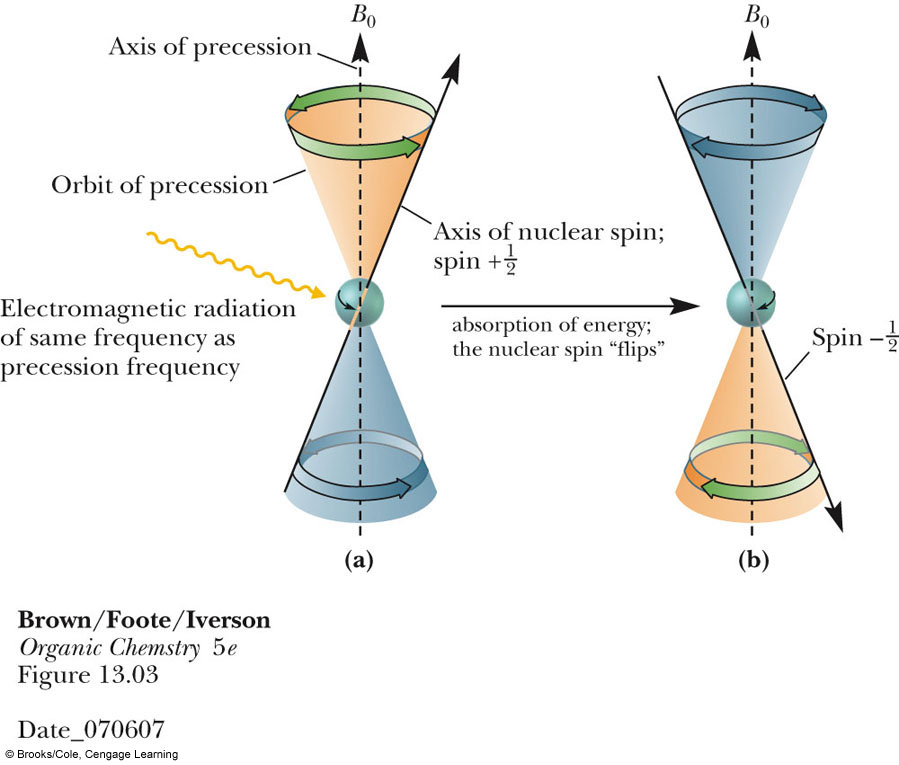 B₀
Axis of precession
Orbit of precession
Axis of nuclear spin;
spin +½
Electromagnetic radiation
of same frequency as
precession frequency
absorption of energy;
the nuclear spin “flips”
B₀
Spin −½
(a)
(b)
Brown/Foote/Iverson
Organic Chemstry 5e
Figure 13.03
Date_070607
© Brooks/Cole, Cengage Learning